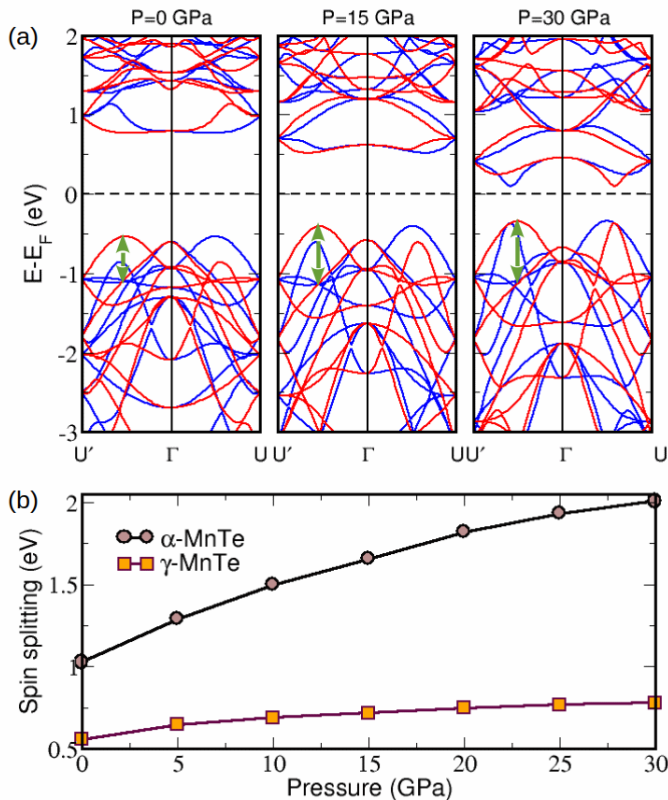 P=0 GPa P=15 GPa P=30 GPa
(a)
2
1
0
-1
-2
-3
E-E_F (eV)
U' Γ U U' Γ U U' Γ U
(b)
2
1.5
1
0.5
Spin splitting (eV)
α-MnTe
γ-MnTe
0 5 10 15 20 25 30
Pressure (GPa)